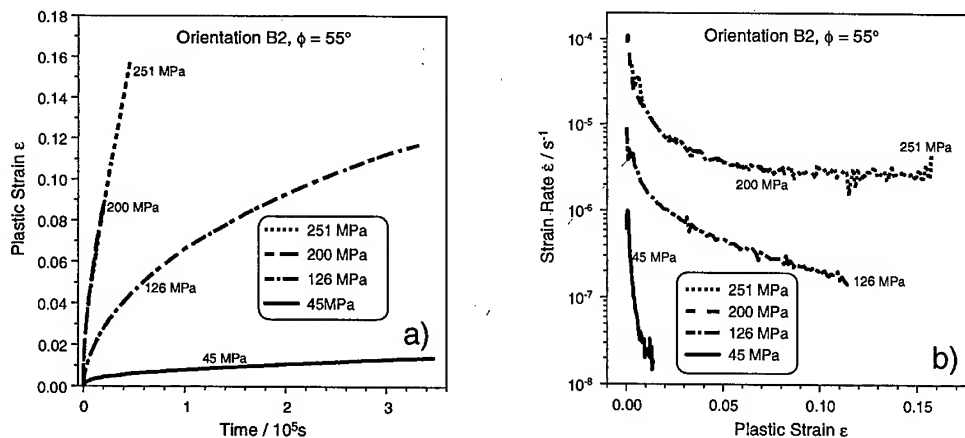 Orientation B2, ϕ = 55°
Plastic Strain ε
0.18
0.16
0.14
0.12
0.10
0.08
0.06
0.04
0.02
0.00
251 MPa
200 MPa
126 MPa
45 MPa
251 MPa
200 MPa
126 MPa
45MPa
a)
0
1
2
3
Time / 10⁵s
Orientation B2, ϕ = 55°
Strain Rate ε̇ / s⁻¹
10⁻⁴
10⁻⁵
10⁻⁶
10⁻⁷
10⁻⁸
251 MPa
200 MPa
126 MPa
45 MPa
251 MPa
200 MPa
126 MPa
45 MPa
b)
0.00
0.05
0.10
0.15
Plastic Strain ε